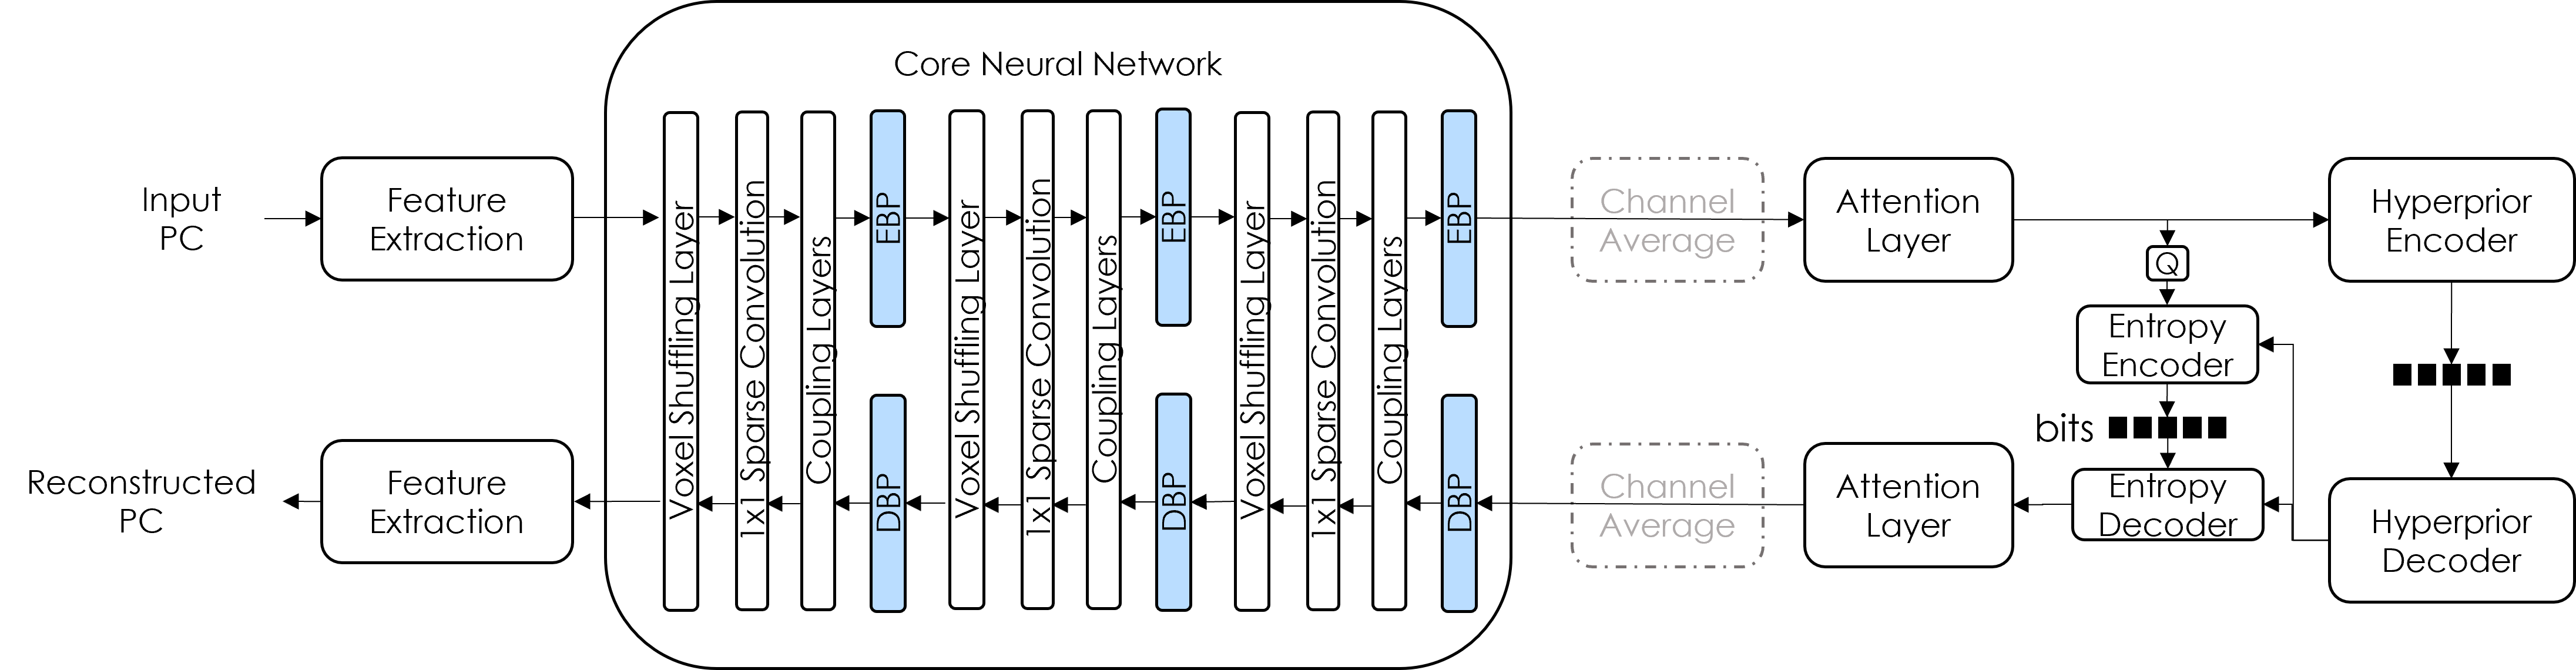 Core Neural Network
Input
PC
Feature
Extraction
Voxel Shuffling Layer
1x1 Sparse Convolution
Coupling Layers
EBP
Voxel Shuffling Layer
1x1 Sparse Convolution
Coupling Layers
EBP
Voxel Shuffling Layer
1x1 Sparse Convolution
Coupling Layers
EBP
Channel
Average
Attention
Layer
Hyperprior
Encoder
Q
Entropy
Encoder
bits
Reconstructed
PC
Feature
Extraction
DBP
DBP
DBP
Channel
Average
Attention
Layer
Entropy
Decoder
Hyperprior
Decoder